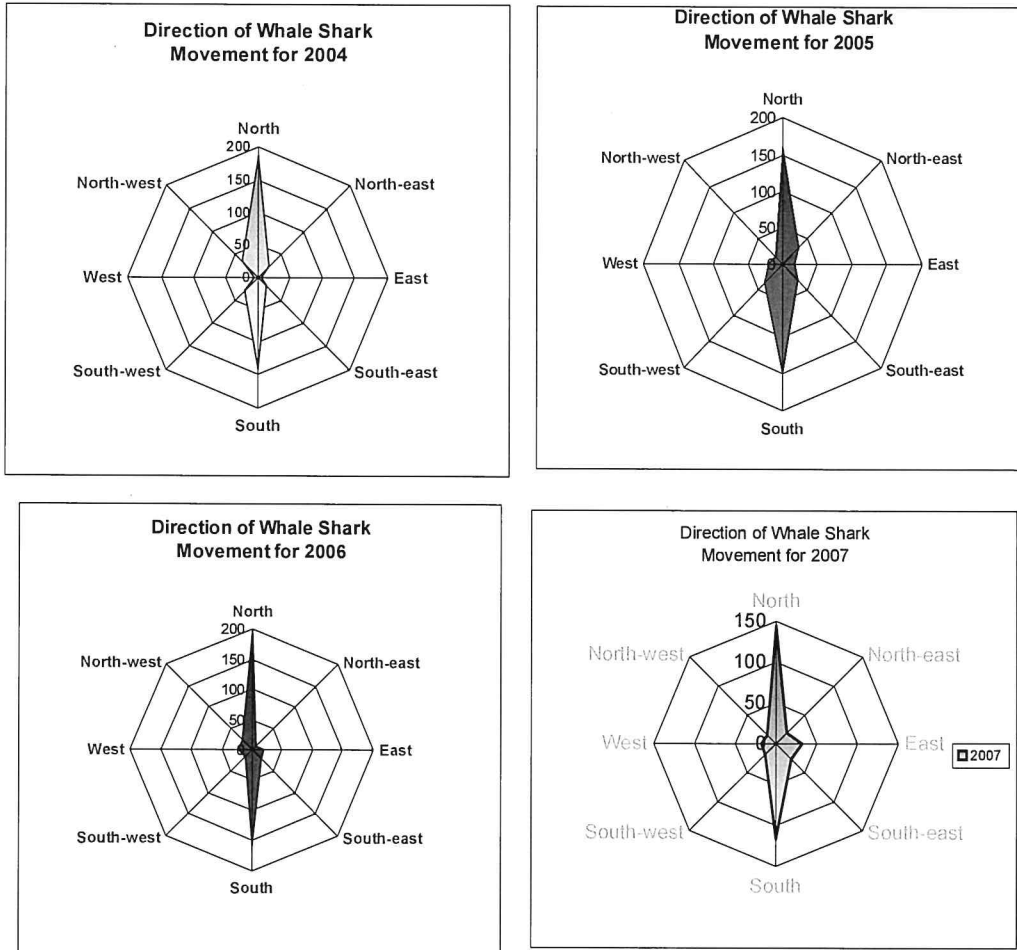 Direction of Whale Shark
Movement for 2004
North
200
North-west
150
North-east
100
50
West
0
East
South-west
South-east
South
Direction of Whale Shark
Movement for 2005
North
200
North-west
150
North-east
100
50
West
0
East
South-west
South-east
South
Direction of Whale Shark
Movement for 2006
North
200
North-west
150
North-east
100
50
West
0
East
South-west
South-east
South
Direction of Whale Shark
Movement for 2007
North
150
North-west
100
North-east
50
West
0
East
2007
South-west
South-east
South